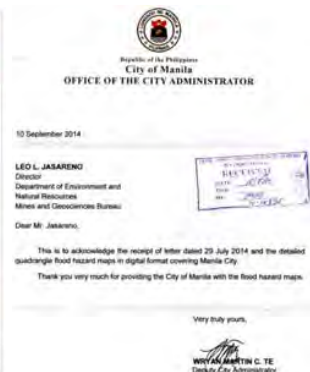 Republic of the Philippines
City of Manila
OFFICE OF THE CITY ADMINISTRATOR
10 September 2014
LEO L. JASARENO
Director
Department of Environment and
Natural Resources
Mines and Geosciences Bureau
RECEIVED
Dear Mr. Jasareno,
This is to acknowledge the receipt of letter dated 29 July 2014 and the detailed
quadrangle flood hazard maps in digital format covering Manila City.
Thank you very much for providing the City of Manila with the flood hazard maps.
Very truly yours,
WRYAN MARTIN C. TE
Deputy City Administrator